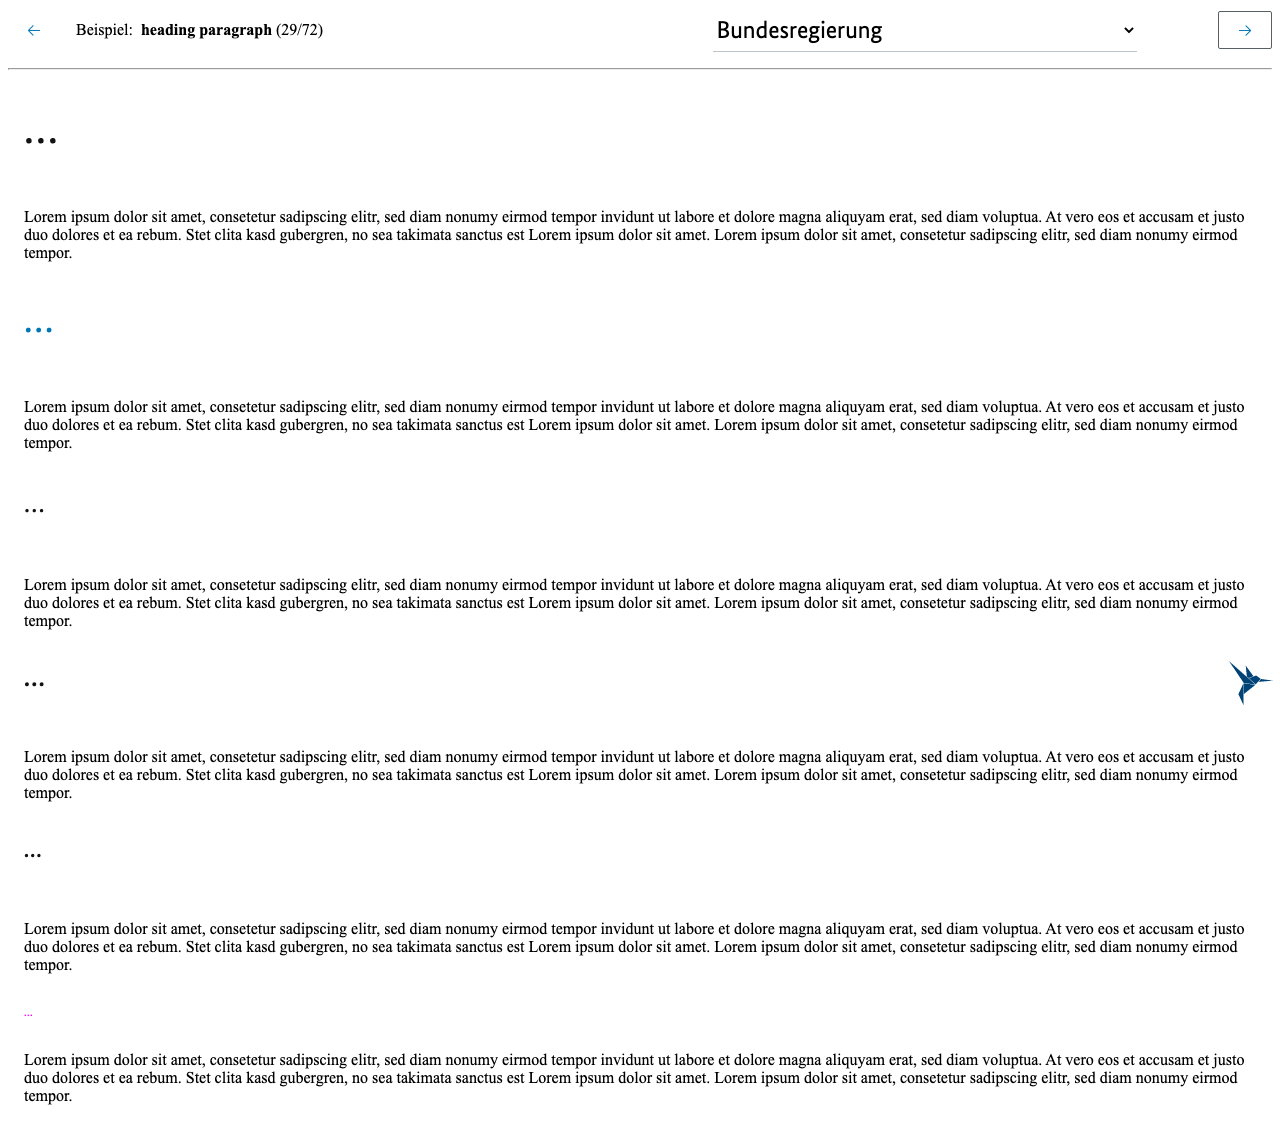 ← Beispiel: heading paragraph (29/72) Bundesregierung →
...
Lorem ipsum dolor sit amet, consetetur sadipscing elitr, sed diam nonumy eirmod tempor invidunt ut labore et dolore magna aliquyam erat, sed diam voluptua. At vero eos et accusam et justo
duo dolores et ea rebum. Stet clita kasd gubergren, no sea takimata sanctus est Lorem ipsum dolor sit amet. Lorem ipsum dolor sit amet, consetetur sadipscing elitr, sed diam nonumy eirmod
tempor.
...
Lorem ipsum dolor sit amet, consetetur sadipscing elitr, sed diam nonumy eirmod tempor invidunt ut labore et dolore magna aliquyam erat, sed diam voluptua. At vero eos et accusam et justo
duo dolores et ea rebum. Stet clita kasd gubergren, no sea takimata sanctus est Lorem ipsum dolor sit amet. Lorem ipsum dolor sit amet, consetetur sadipscing elitr, sed diam nonumy eirmod
tempor.
...
Lorem ipsum dolor sit amet, consetetur sadipscing elitr, sed diam nonumy eirmod tempor invidunt ut labore et dolore magna aliquyam erat, sed diam voluptua. At vero eos et accusam et justo
duo dolores et ea rebum. Stet clita kasd gubergren, no sea takimata sanctus est Lorem ipsum dolor sit amet. Lorem ipsum dolor sit amet, consetetur sadipscing elitr, sed diam nonumy eirmod
tempor.
...
Lorem ipsum dolor sit amet, consetetur sadipscing elitr, sed diam nonumy eirmod tempor invidunt ut labore et dolore magna aliquyam erat, sed diam voluptua. At vero eos et accusam et justo
duo dolores et ea rebum. Stet clita kasd gubergren, no sea takimata sanctus est Lorem ipsum dolor sit amet. Lorem ipsum dolor sit amet, consetetur sadipscing elitr, sed diam nonumy eirmod
tempor.
...
Lorem ipsum dolor sit amet, consetetur sadipscing elitr, sed diam nonumy eirmod tempor invidunt ut labore et dolore magna aliquyam erat, sed diam voluptua. At vero eos et accusam et justo
duo dolores et ea rebum. Stet clita kasd gubergren, no sea takimata sanctus est Lorem ipsum dolor sit amet. Lorem ipsum dolor sit amet, consetetur sadipscing elitr, sed diam nonumy eirmod
tempor.
...
Lorem ipsum dolor sit amet, consetetur sadipscing elitr, sed diam nonumy eirmod tempor invidunt ut labore et dolore magna aliquyam erat, sed diam voluptua. At vero eos et accusam et justo
duo dolores et ea rebum. Stet clita kasd gubergren, no sea takimata sanctus est Lorem ipsum dolor sit amet. Lorem ipsum dolor sit amet, consetetur sadipscing elitr, sed diam nonumy eirmod
tempor.